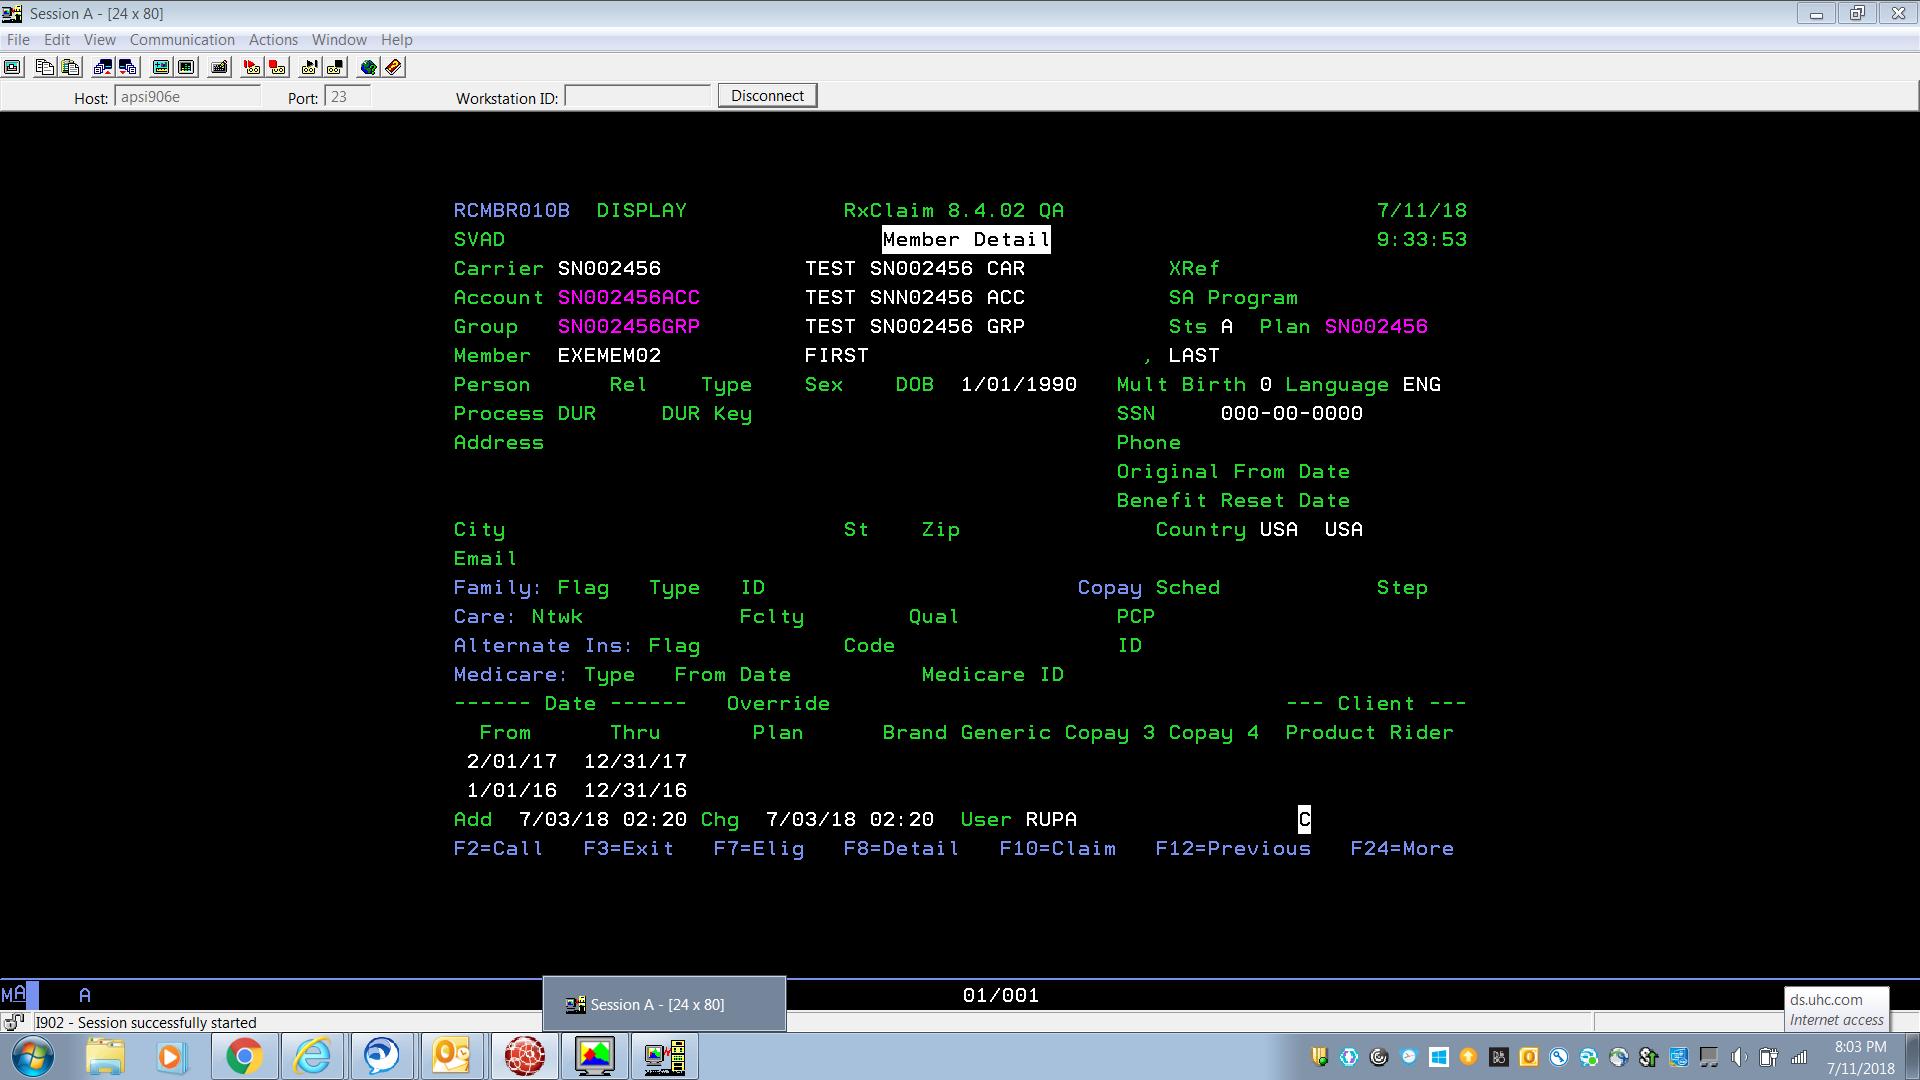 Session A - [24 x 80]
File Edit View Communication Actions Window Help
Host: apsi906e Port: 23 Workstation ID: Disconnect
RCMBR010B DISPLAY RxClaim 8.4.02 QA 7/11/18
SVAD Member Detail 9:33:53
Carrier SN002456 TEST SN002456 CAR XRef
Account SN002456ACC TEST SNN02456 ACC SA Program
Group SN002456GRP TEST SN002456 GRP Sts A Plan SN002456
Member EXEMEM02 FIRST , LAST
Person Rel Type Sex DOB 1/01/1990 Mult Birth 0 Language ENG
Process DUR DUR Key SSN 000-00-0000
Address Phone
Original From Date
Benefit Reset Date
City St Zip Country USA USA
Email
Family: Flag Type ID Copay Sched Step
Care: Ntwk Fclty Qual PCP
Alternate Ins: Flag Code ID
Medicare: Type From Date Medicare ID
------ Date ------ Override --- Client ---
From Thru Plan Brand Generic Copay 3 Copay 4 Product Rider
2/01/17 12/31/17
1/01/16 12/31/16
Add 7/03/18 02:20 Chg 7/03/18 02:20 User RUPA C
F2=Call F3=Exit F7=Elig F8=Detail F10=Claim F12=Previous F24=More
MA A 01/001
Session A - [24 x 80]
ds.uhc.com
Internet access
I902 - Session successfully started
8:03 PM
7/11/2018